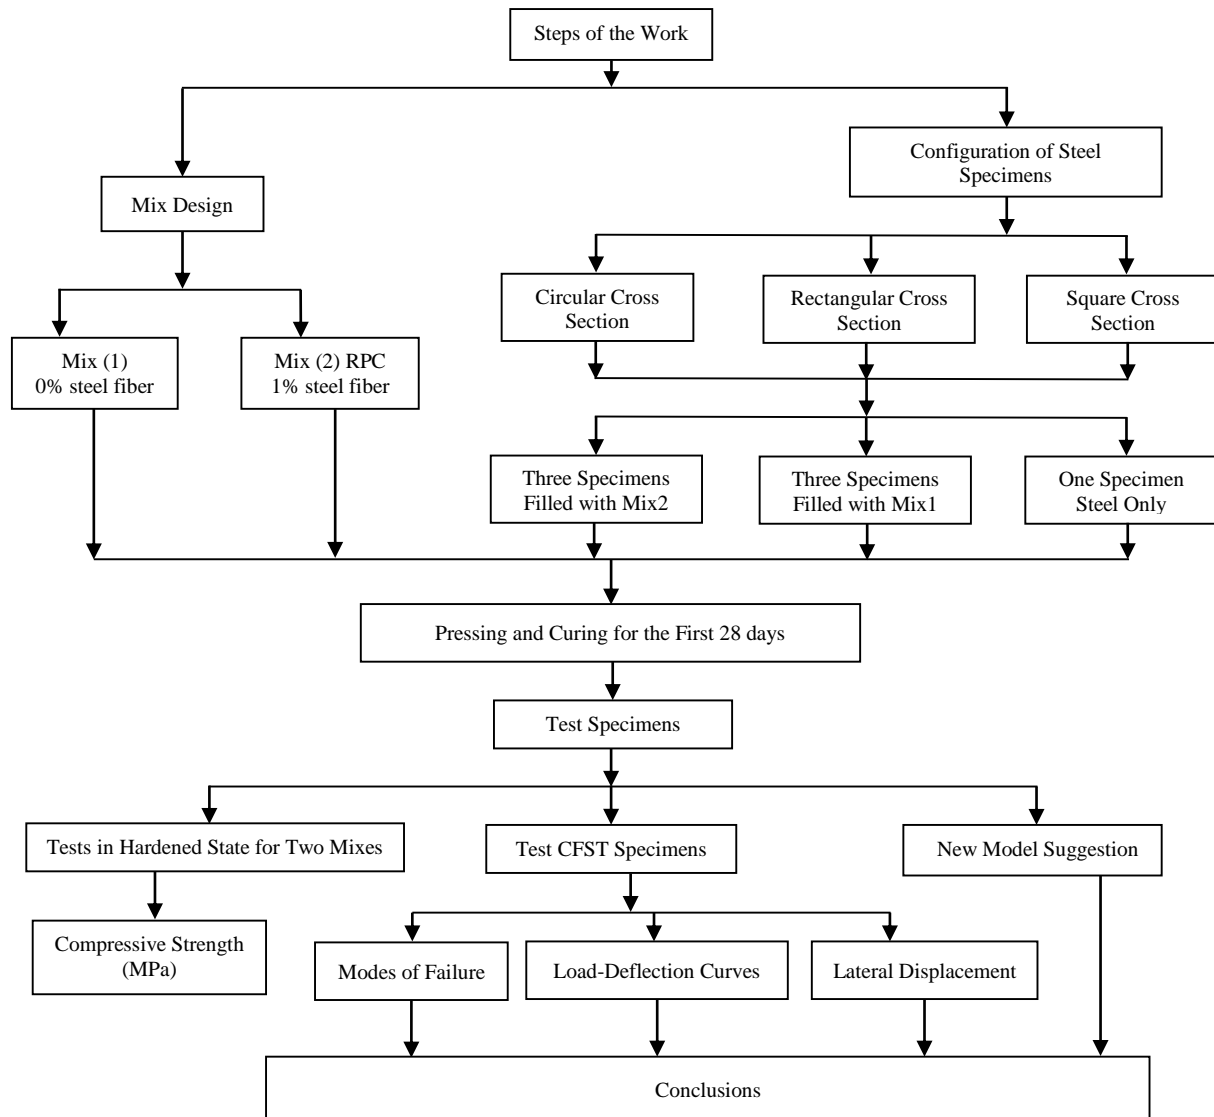 Steps of the Work
Configuration of Steel
Specimens
Mix Design
Circular Cross
Section
Rectangular Cross
Section
Square Cross
Section
Mix (1)
0% steel fiber
Mix (2) RPC
1% steel fiber
Three Specimens
Filled with Mix2
Three Specimens
Filled with Mix1
One Specimen
Steel Only
Pressing and Curing for the First 28 days
Test Specimens
Tests in Hardened State for Two Mixes
Test CFST Specimens
New Model Suggestion
Compressive Strength
(MPa)
Modes of Failure
Load-Deflection Curves
Lateral Displacement
Conclusions